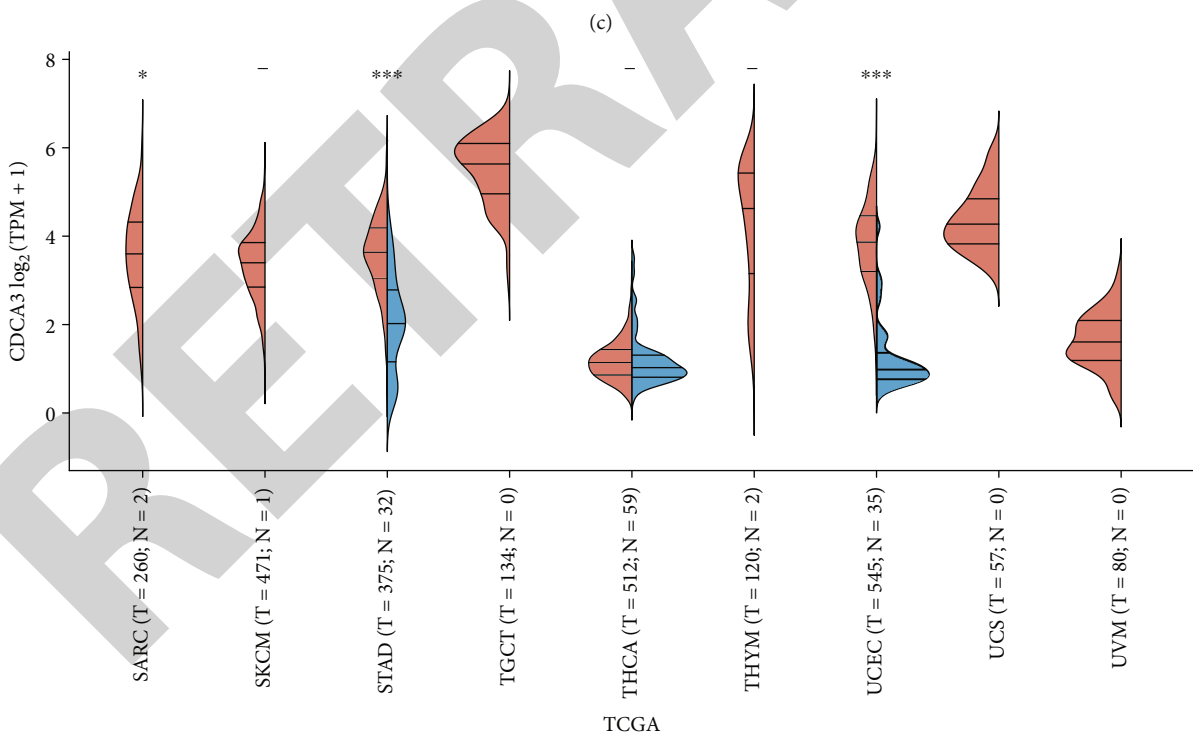 (c)
8
6
4
2
0
CDCA3 log₂ (TPM + 1)
*
–
***
–
–
***
SARC (T = 260; N = 2)
SKCM (T = 471; N = 1)
STAD (T = 375; N = 32)
TGCT (T = 134; N = 0)
THCA (T = 512; N = 59)
THYM (T = 120; N = 2)
UCEC (T = 545; N = 35)
UCS (T = 57; N = 0)
UVM (T = 80; N = 0)
TCGA
RETRA